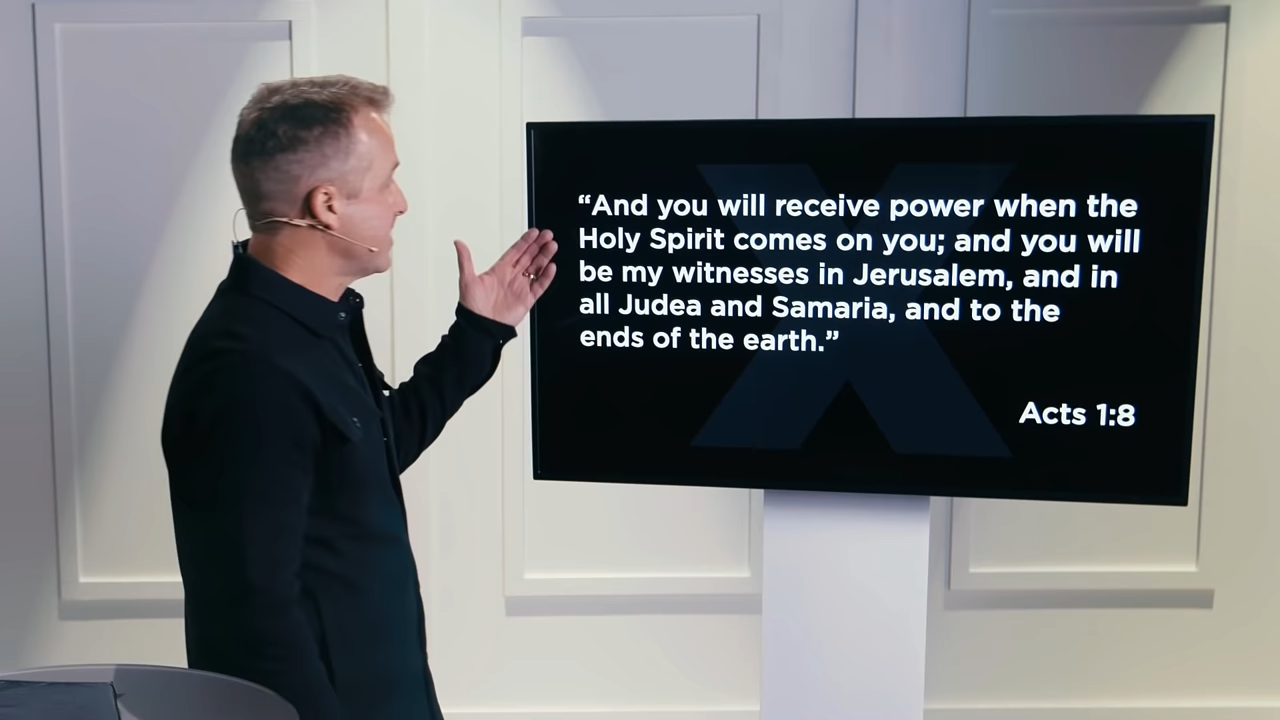 “And you will receive power when the
Holy Spirit comes on you; and you will
be my witnesses in Jerusalem, and in
all Judea and Samaria, and to the
ends of the earth.”
Acts 1:8